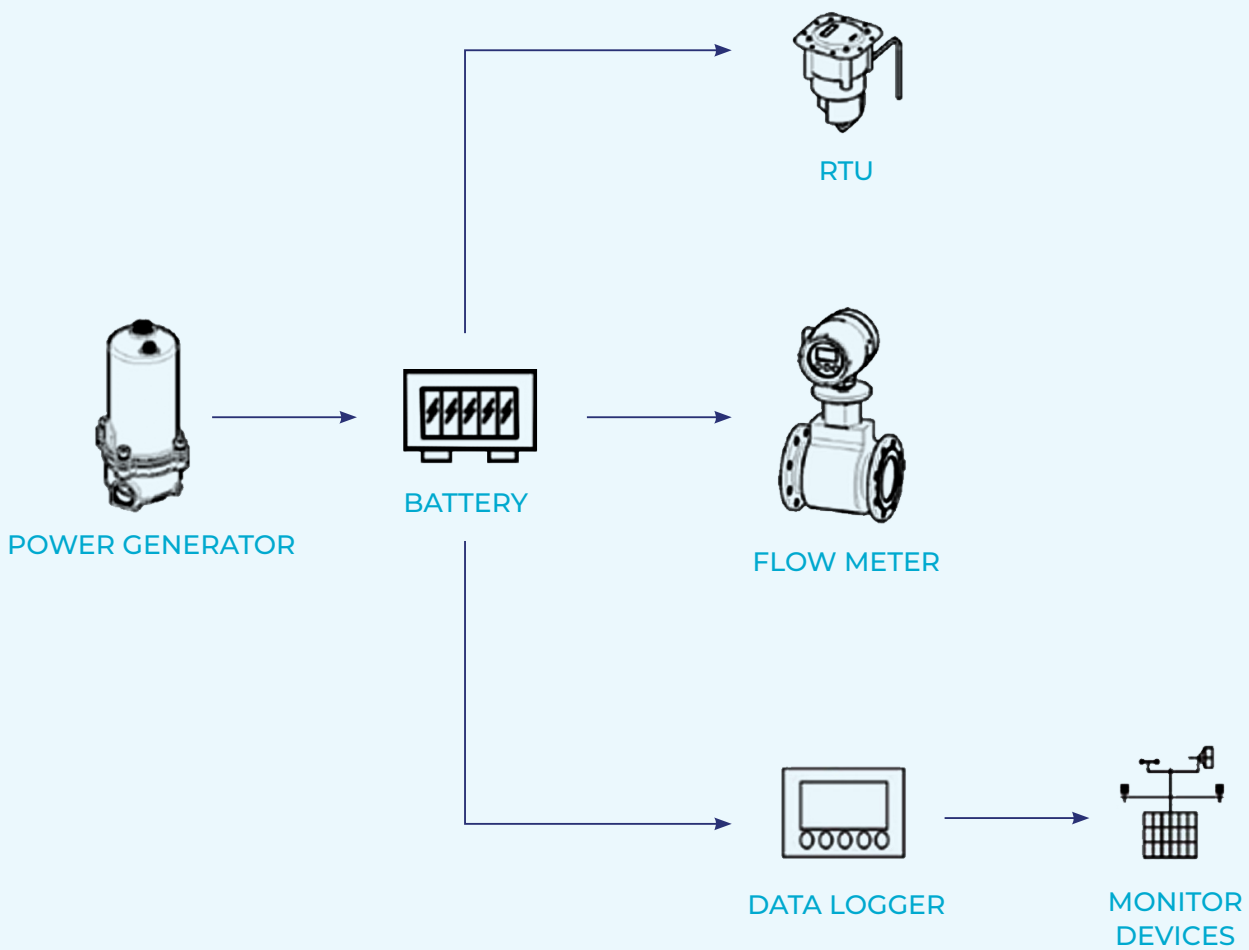 RTU
BATTERY
POWER GENERATOR
FLOW METER
DATA LOGGER
MONITOR
DEVICES